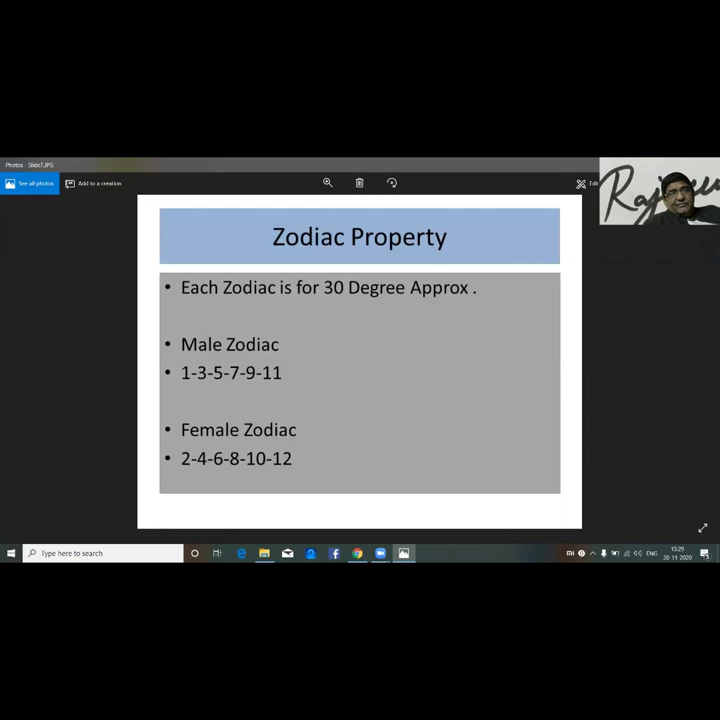 Photos - Slide7.JPG
See all photos
Add to a creation
Edit
Zodiac Property
• Each Zodiac is for 30 Degree Approx .
• Male Zodiac
• 1-3-5-7-9-11
• Female Zodiac
• 2-4-6-8-10-12
Type here to search
ENG
15:29
20-11-2020